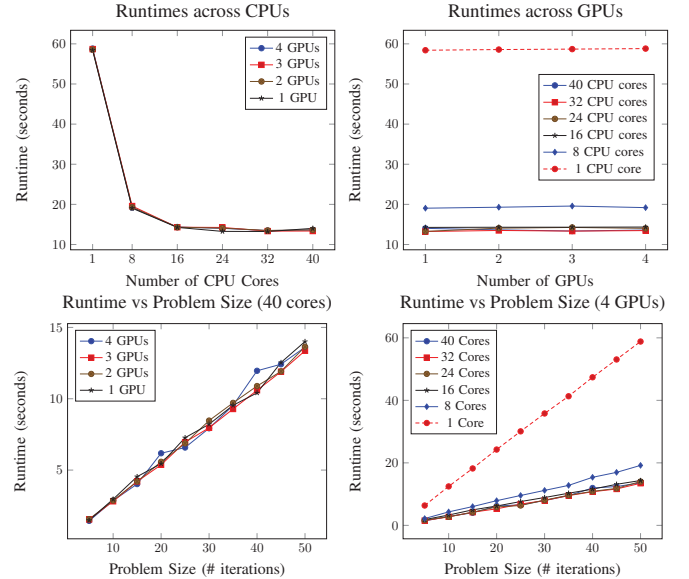 Runtimes across CPUs
60
50
40
30
20
10
1
8
16
24
32
40
Runtime (seconds)
Number of CPU Cores
4 GPUs
3 GPUs
2 GPUs
1 GPU
Runtimes across GPUs
60
50
40
30
20
10
1
2
3
4
Runtime (seconds)
Number of GPUs
40 CPU cores
32 CPU cores
24 CPU cores
16 CPU cores
8 CPU cores
1 CPU core
Runtime vs Problem Size (40 cores)
15
10
5
10
20
30
40
50
Runtime (seconds)
Problem Size (# iterations)
4 GPUs
3 GPUs
2 GPUs
1 GPU
Runtime vs Problem Size (4 GPUs)
60
40
20
0
10
20
30
40
50
Runtime (seconds)
Problem Size (# iterations)
40 Cores
32 Cores
24 Cores
16 Cores
8 Cores
1 Core